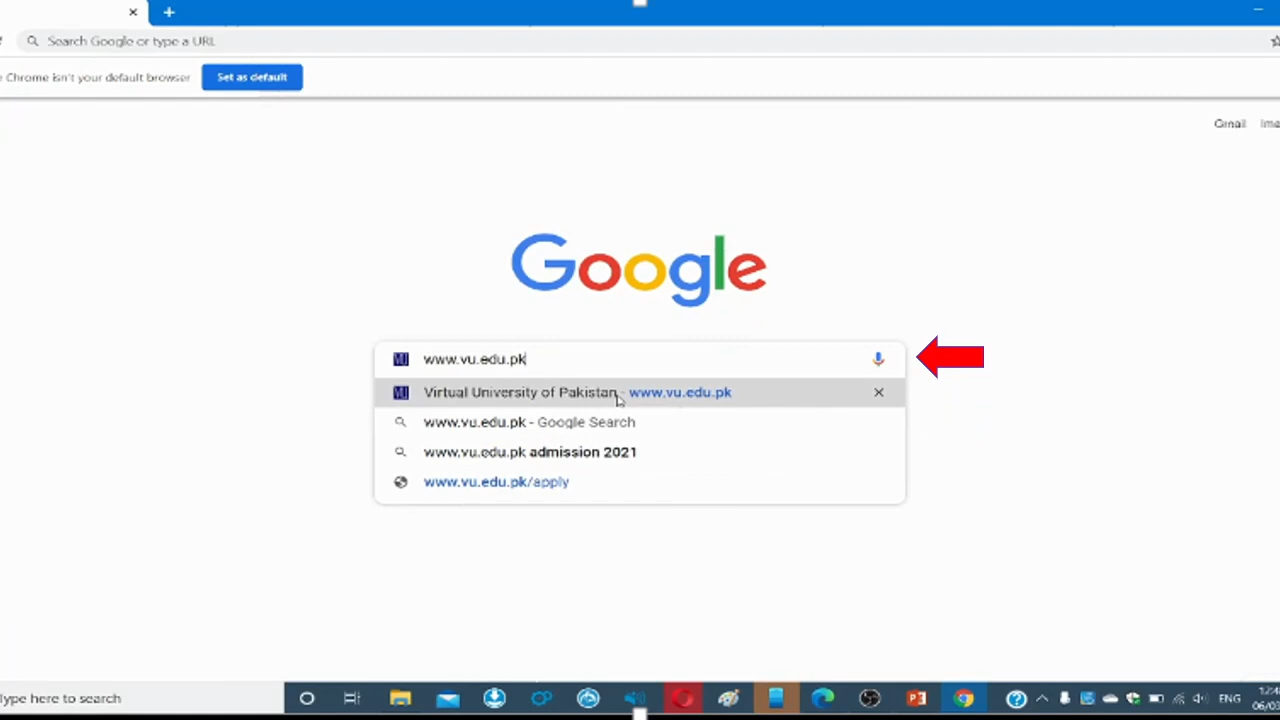 Search Google or type a URL
Chrome isn't your default browser
Set as default
Gmail
Google
www.vu.edu.pk
Virtual University of Pakistan - www.vu.edu.pk
www.vu.edu.pk - Google Search
www.vu.edu.pk admission 2021
www.vu.edu.pk/apply
Type here to search
ENG